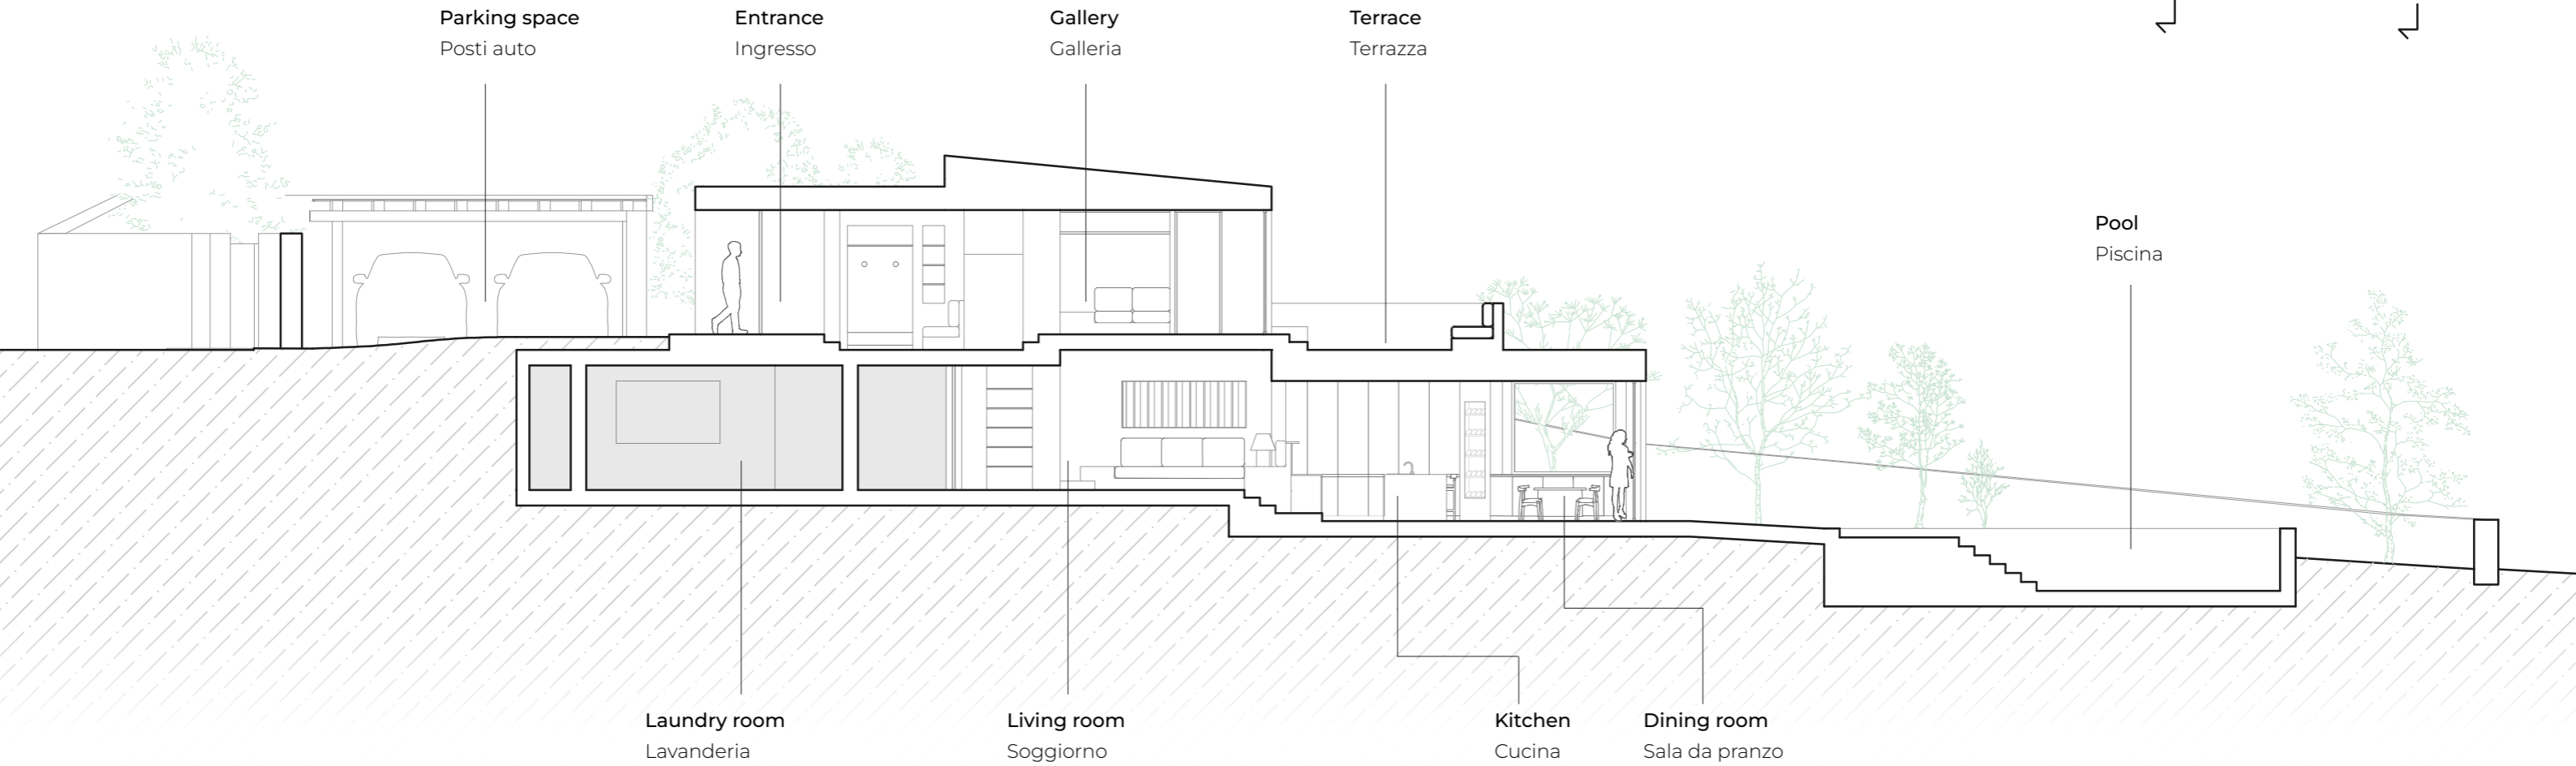 Parking space
Posti auto
Entrance
Ingresso
Gallery
Galleria
Terrace
Terrazza
Pool
Piscina
Laundry room
Lavanderia
Living room
Soggiorno
Kitchen
Cucina
Dining room
Sala da pranzo